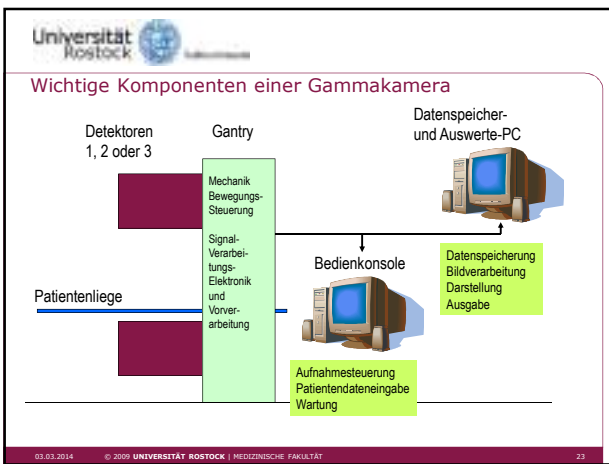 Universität
Rostock
Wichtige Komponenten einer Gammakamera
Detektoren
1, 2 oder 3
Gantry
Datenspeicher-
und Auswerte-PC
Mechanik
Bewegungs-
Steuerung
Signal-
Verarbei-
tungs-
Elektronik
und
Vorver-
arbeitung
Patientenliege
Bedienkonsole
Datenspeicherung
Bildverarbeitung
Darstellung
Ausgabe
Aufnahmesteuerung
Patientendateneingabe
Wartung
03.03.2014 © 2009 UNIVERSITÄT ROSTOCK | MEDIZINISCHE FAKULTÄT 23